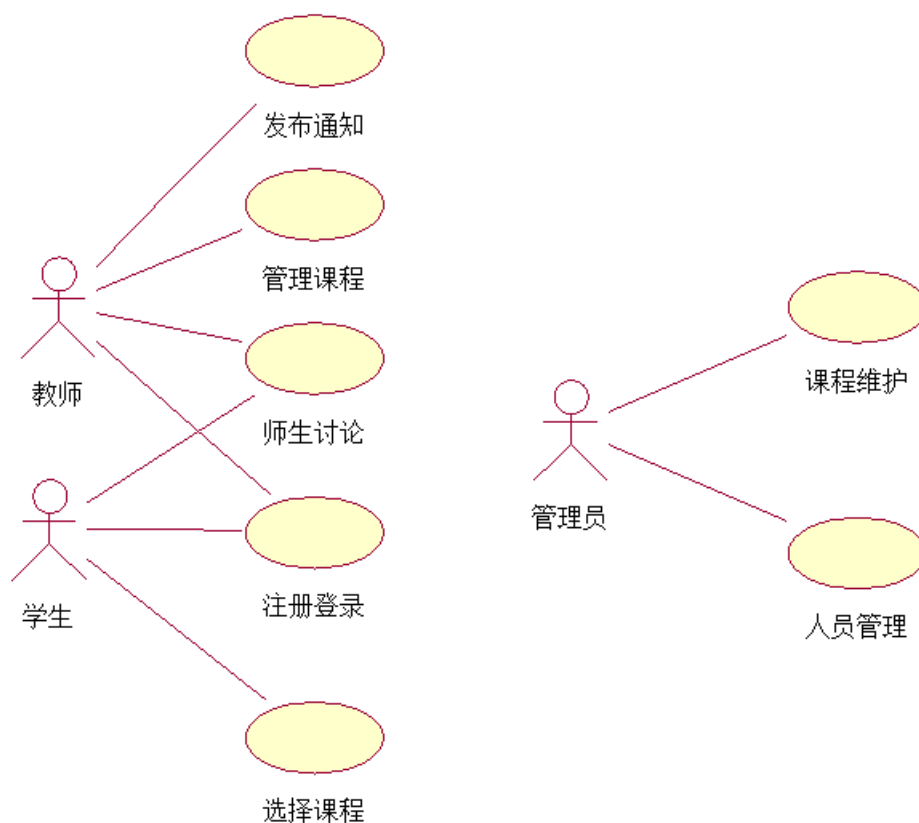 发布通知
管理课程
教师
师生讨论
学生
注册登录
选择课程
管理员
课程维护
人员管理